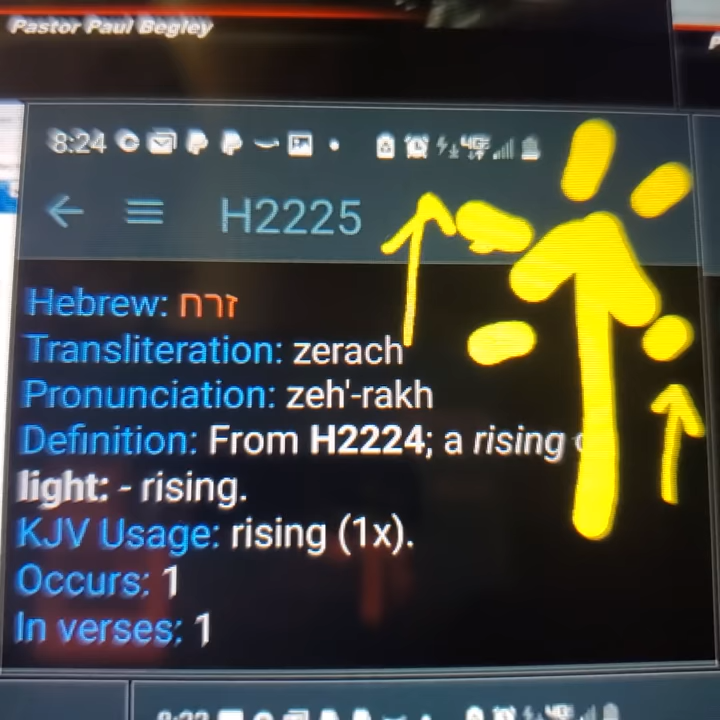 Pastor Paul Begley
8:24
H2225
Hebrew: זרח
Transliteration: zerach
Pronunciation: zeh'-rakh
Definition: From H2224; a rising
light: - rising.
KJV Usage: rising (1x).
Occurs: 1
In verses: 1